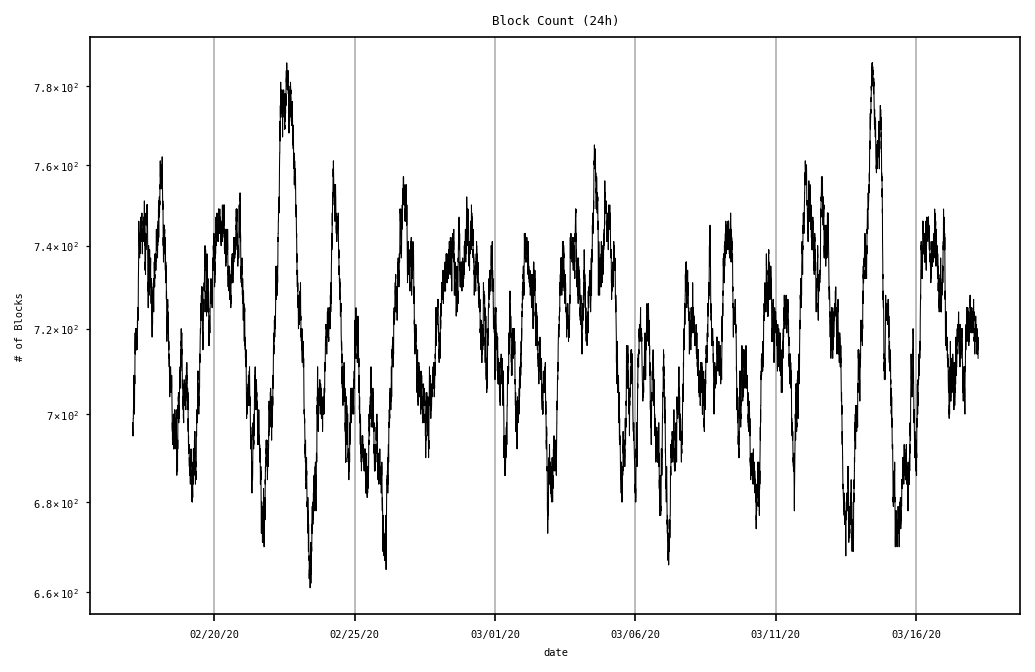 Block Count (24h)
# of Blocks
7.8×10²
7.6×10²
7.4×10²
7.2×10²
7×10²
6.8×10²
6.6×10²
02/20/20 02/25/20 03/01/20 03/06/20 03/11/20 03/16/20
date